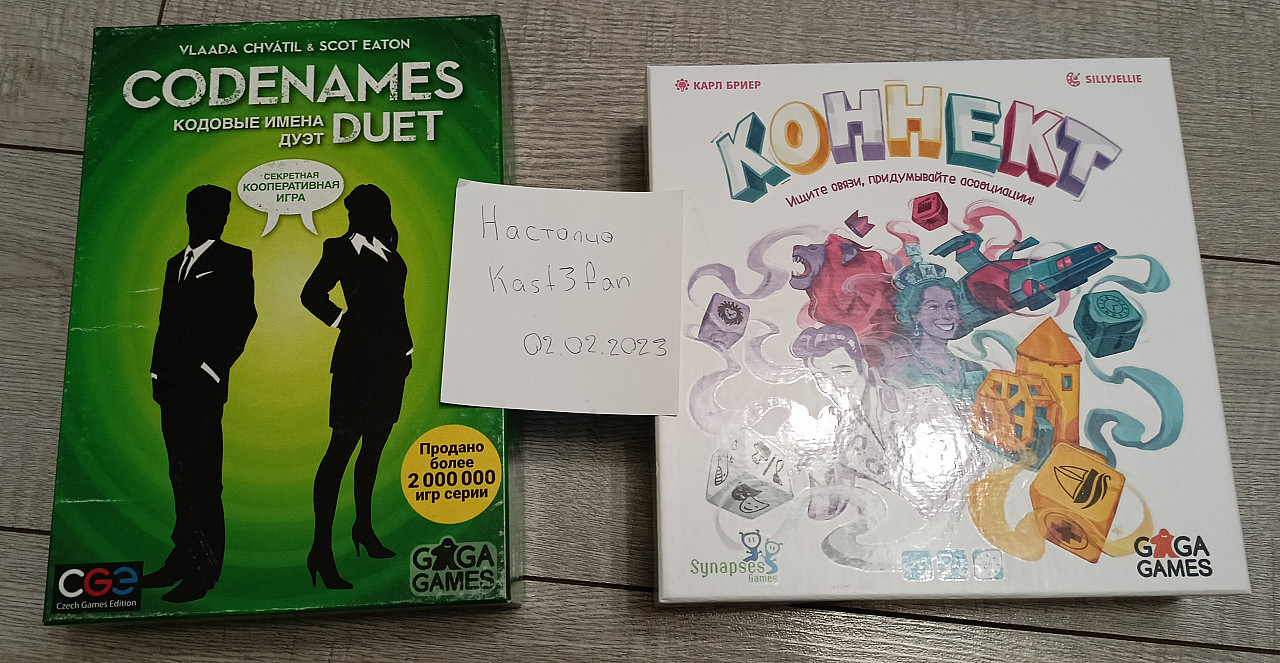 VLAADA CHVÁTIL & SCOT EATON
CODENAMES
КОДОВЫЕ ИМЕНА
ДУЭТ
DUET
СЕКРЕТНАЯ
КООПЕРАТИВНАЯ
ИГРА
Продано
более
2 000 000
игр серии
CGE
Czech Games Edition
GAGA
GAMES
Настолио
Kast3fan
02.02.2023
КАРЛ БРИЕР
SILLYJELLIE
КОННЕКТ
Ищите связи, придумывайте ассоциации!
Synapses
Games
GAGA
GAMES